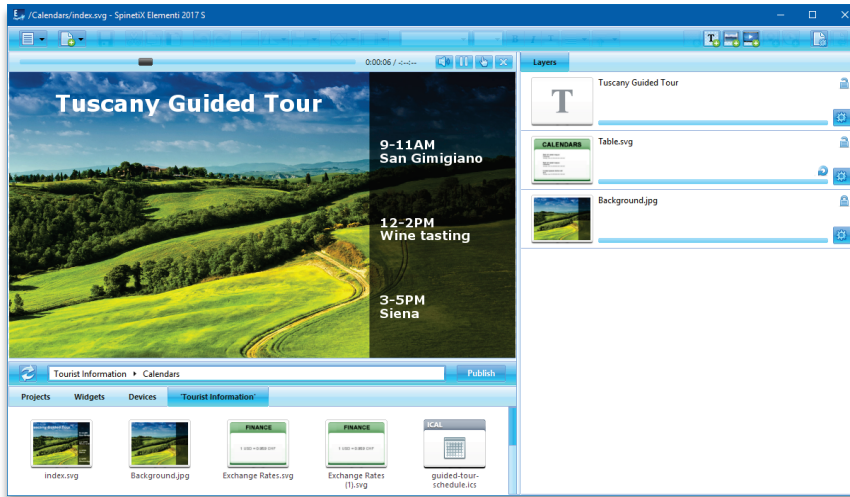 /Calendars/index.svg - SpinetiX Elementi 2017 S
0:00:06 / -:--:--
Tuscany Guided Tour
9-11AM
San Gimigiano
12-2PM
Wine tasting
3-5PM
Siena
Layers
T
Tuscany Guided Tour
CALENDARS
Table.svg
Background.jpg
Tourist Information ▸ Calendars
Publish
Projects
Widgets
Devices
'Tourist Information'
Tuscany Guided Tour
index.svg
Background.jpg
FINANCE
Exchange Rates.svg
FINANCE
Exchange Rates
(1).svg
ICAL
guided-tour-
schedule.ics